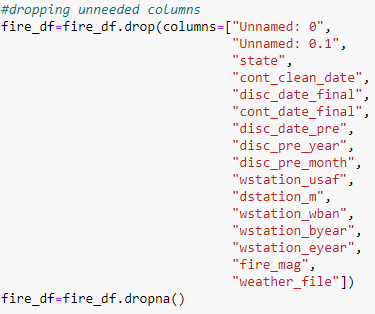 #dropping unneeded columns
fire_df=fire_df.drop(columns=["Unnamed: 0",
"Unnamed: 0.1",
"state",
"cont_clean_date",
"disc_date_final",
"cont_date_final",
"disc_date_pre",
"disc_pre_year",
"disc_pre_month",
"wstation_usaf",
"dstation_m",
"wstation_wban",
"wstation_byear",
"wstation_eyear",
"fire_mag",
"weather_file"])
fire_df=fire_df.dropna()